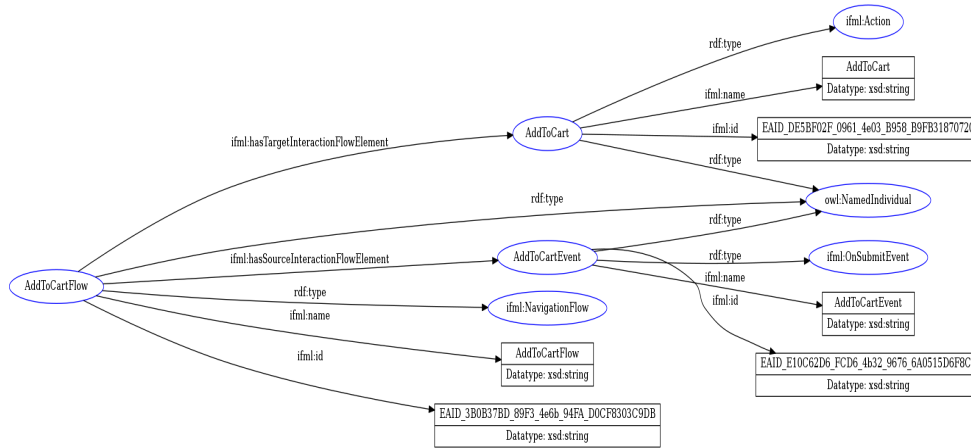 ifml:Action
rdf:type
AddToCart
Datatype: xsd:string
ifml:name
EAID_DE5BF02F_0961_4e03_B958_B9FB31870720
Datatype: xsd:string
ifml:id
AddToCart
ifml:hasTargetInteractionFlowElement
rdf:type
owl:NamedIndividual
rdf:type
rdf:type
AddToCartEvent
ifml:hasSourceInteractionFlowElement
rdf:type
ifml:OnSubmitEvent
ifml:name
ifml:id
AddToCartFlow
rdf:type
ifml:NavigationFlow
AddToCartEvent
Datatype: xsd:string
ifml:name
AddToCartFlow
Datatype: xsd:string
ifml:id
EAID_E10C62D6_FCD6_4b32_9676_6A0515D6F8C
Datatype: xsd:string
EAID_3B0B37BD_89F3_4e6b_94FA_D0CF8303C9DB
Datatype: xsd:string